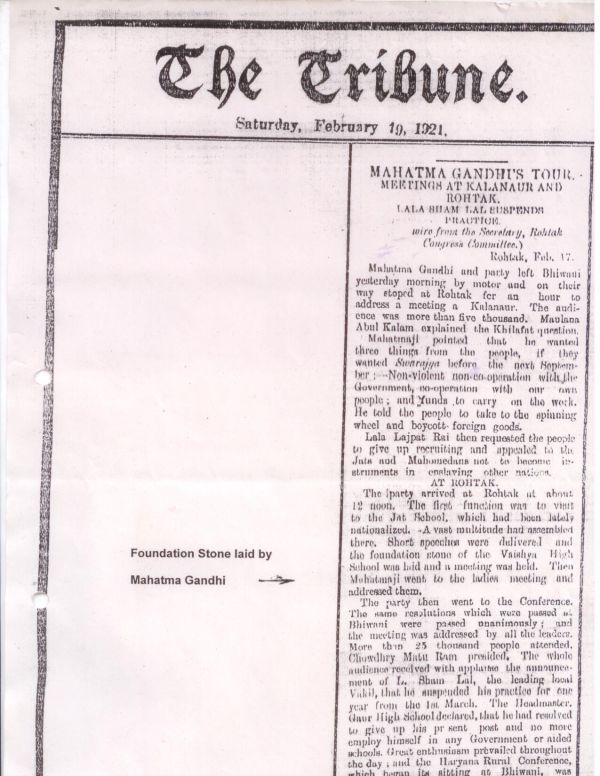 The Tribune.
Saturday, February 19, 1921.
MAHATMA GANDHI'S TOUR.
MEETINGS AT KALANAUR AND
ROHTAK.
LALA SHAM LAL SUSPENDS
PRACTICE.
wire from the Secretary, Rohtak
Congress Committee.)
Rohtak, Feb. 17.
Mahatma Gandhi and party left Bhiwani
yesterday morning by motor and on their
way stoped at Rohtak for an hour to
address a meeting a Kalanaur. The audi-
ence was more than five thousand. Maulana
Abul Kalam explained the Khilafat question.
Mahatmaji pointed that he wanted
three things from the people, if they
wanted Swarajya before the next Septem-
ber: -Non-violent non-co-operation with the
Government, co-operation with our own
people; and funds to carry on the work.
He told the people to take to the spinning
wheel and boycott foreign goods.
Lala Lajpat Rai then requested the people
to give up recruiting and appealed to the
Jats and Mahomedans not to become in-
struments in enslaving other nations.
AT ROHTAK.
The party arrived at Rohtak at about
12 noon. The first function was to visit
to the Jat School, which had been lately
nationalized. A vast multitude had assembled
there. Short speeches were delivered and
the foundation stone of the Vaishya High
School was laid and a meeting was held. Then
Mahatmaji went to the ladies meeting and
addressed them.
The party then went to the Conference.
The same resolutions which were passed at
Bhiwani were passed unanimously; and
the meeting was addressed by all the leaders.
More than 25 thousand people attended.
Chowdhry Matu Ram presided. The whole
audience received with applause the announce-
ment of L. Sham Lal, the leading local
Vakil, that he suspended his practice for one
year from the 1st March. The Headmaster,
Gaur High School declared, that he had resolved
to give up his pr sent post and no more
employ himself in any Government or aided
schools. Great enthusiasm prevailed throughout
the day; and the Haryana Rural Conference,
which began its sitting at Bhiwani, was
Foundation Stone laid by
Mahatma Gandhi